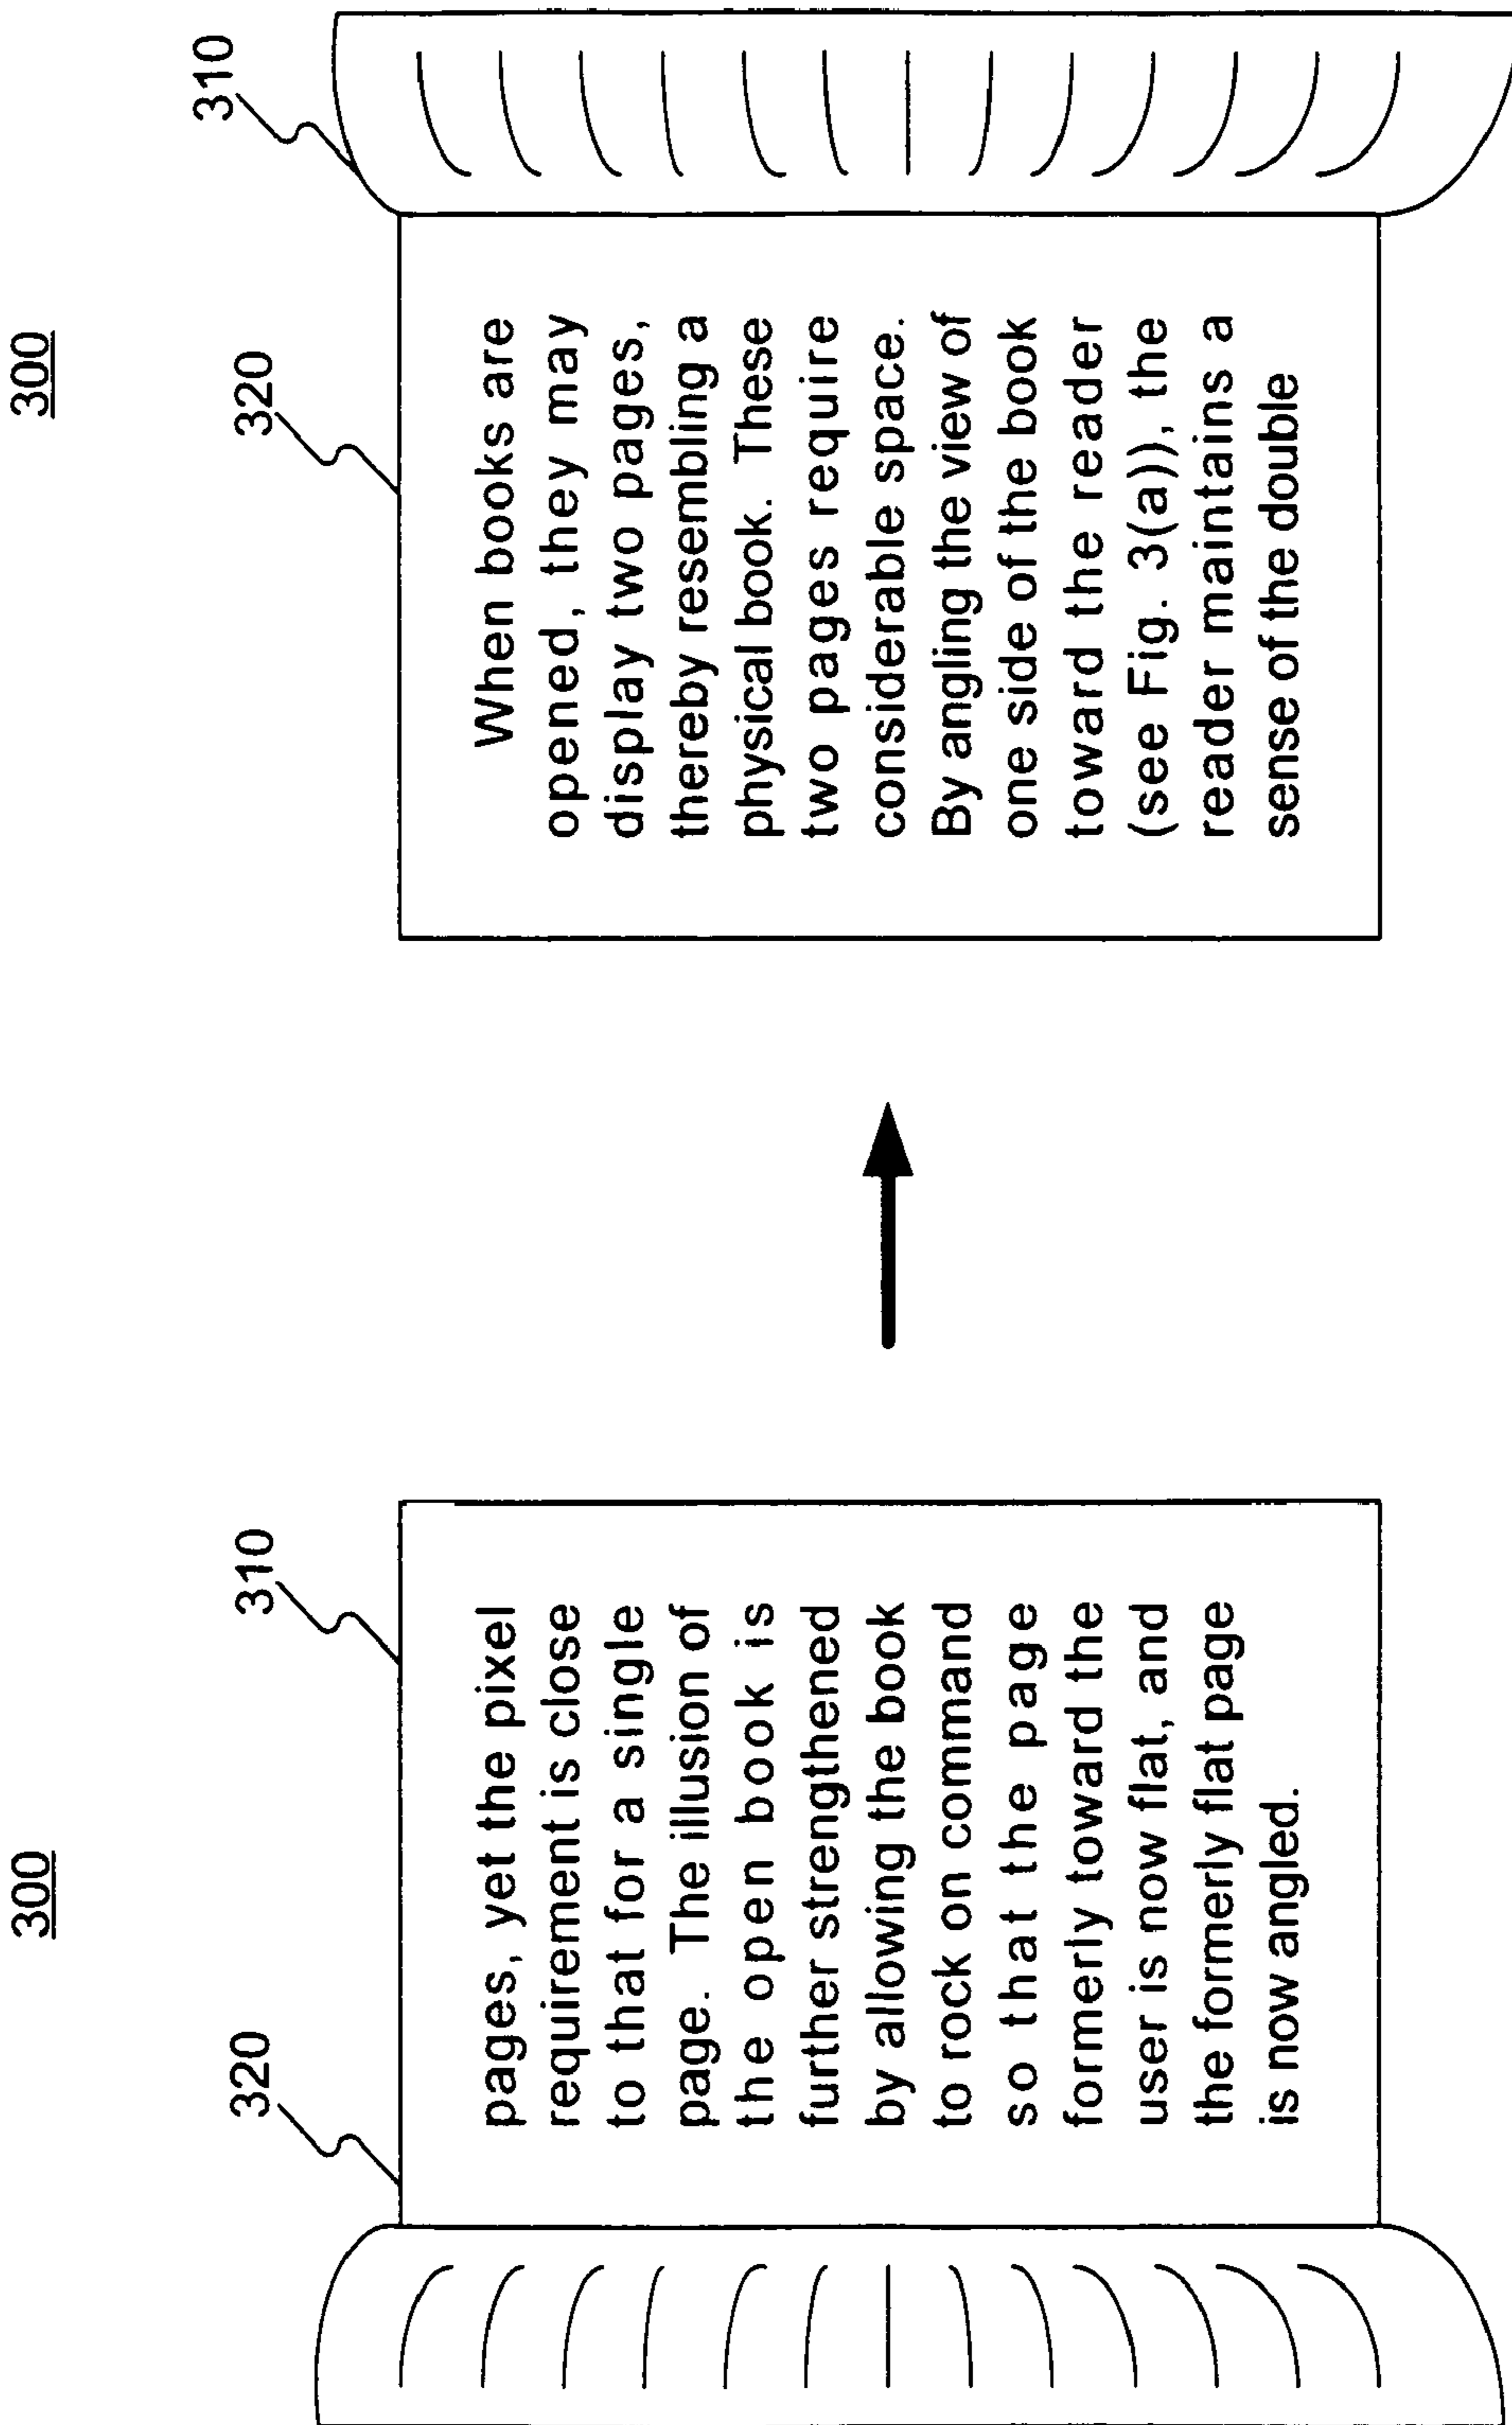 300
320
310
pages, yet the pixel
requirement is close
to that for a single
page. The illusion of
the open book is
further strengthened
by allowing the book
to rock on command
so that the page
formerly toward the
user is now flat, and
the formerly flat page
is now angled.
300
320
310
When books are
opened, they may
display two pages,
thereby resembling a
physical book. These
two pages require
considerable space.
By angling the view of
one side of the book
toward the reader
(see Fig. 3(a)), the
reader maintains a
sense of the double